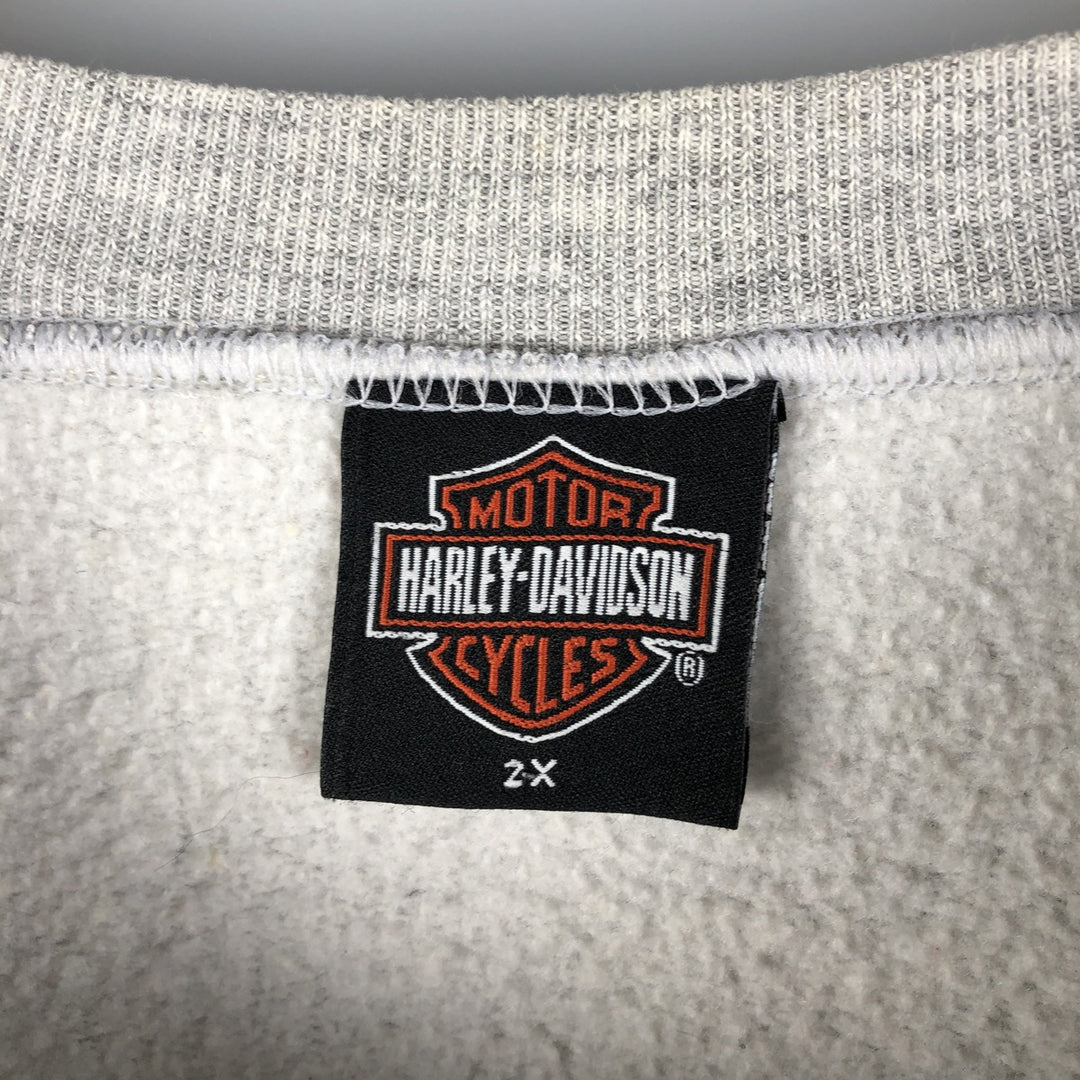 MOTOR
HARLEY-DAVIDSON
CYCLES
®
2-X